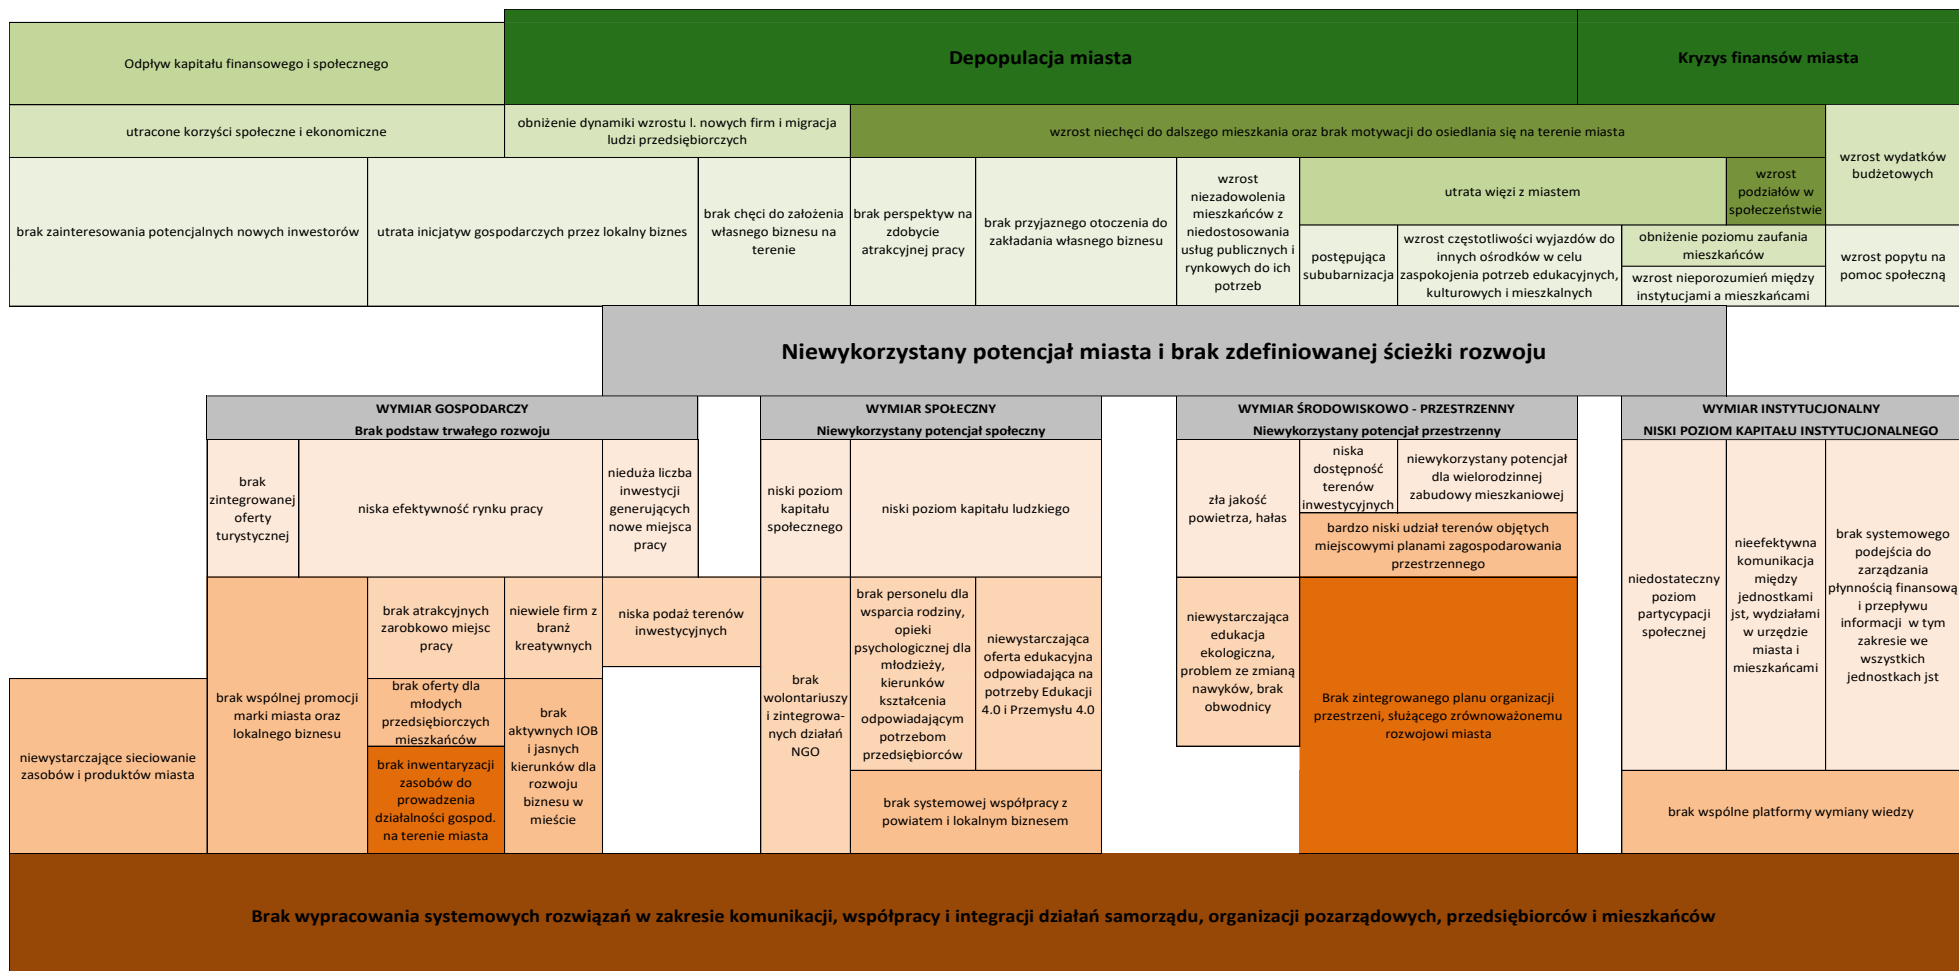 Odpływ kapitału finansowego i społecznego
Depopulacja miasta
Kryzys finansów miasta
utracone korzyści społeczne i ekonomiczne
obniżenie dynamiki wzrostu l. nowych firm i migracja
ludzi przedsiębiorczych
wzrost niechęci do dalszego mieszkania oraz brak motywacji do osiedlania się na terenie miasta
wzrost wydatków
budżetowych
brak zainteresowania potencjalnych nowych inwestorów
utrata inicjatyw gospodarczych przez lokalny biznes
brak chęci do założenia
własnego biznesu na
terenie
brak perspektyw na
zdobycie
atrakcyjnej pracy
brak przyjaznego otoczenia do
zakładania własnego biznesu
wzrost
niezadowolenia
mieszkańców z
niedostosowania
usług publicznych i
rynkowych do ich
potrzeb
utrata więzi z miastem
wzrost
podziałów w
społeczeństwie
postępująca
sububarnizacja
wzrost częstotliwości wyjazdów do
innych ośrodków w celu
zaspokojenia potrzeb edukacyjnych,
kulturowych i mieszkalnych
obniżenie poziomu zaufania
mieszkańców
wzrost nieporozumień między
instytucjami a mieszkańcami
wzrost popytu na
pomoc społeczną
Niewykorzystany potencjał miasta i brak zdefiniowanej ścieżki rozwoju
WYMIAR GOSPODARCZY
Brak podstaw trwałego rozwoju
WYMIAR SPOŁECZNY
Niewykorzystany potencjał społeczny
WYMIAR ŚRODOWISKOWO - PRZESTRZENNY
Niewykorzystany potencjał przestrzenny
WYMIAR INSTYTUCJONALNY
NISKI POZIOM KAPITAŁU INSTYTUCJONALNEGO
brak
zintegrowanej
oferty
turystycznej
niska efektywność rynku pracy
nieduża liczba
inwestycji
generujących
nowe miejsca
pracy
niski poziom
kapitału
społecznego
niski poziom kapitału ludzkiego
zła jakość
powietrza, hałas
niska
dostępność
terenów
inwestycyjnych
niewykorzystany potencjał
dla wielorodzinnej
zabudowy mieszkaniowej
bardzo niski udział terenów objętych
miejscowymi planami zagospodarowania
przestrzennego
niedostateczny
poziom
partycypacji
społecznej
nieefektywna
komunikacja
między
jednostkami
jst, wydziałami
w urzędzie
miasta i
mieszkańcami
brak systemowego
podejścia do
zarządzania
płynnością finansową
i przepływu
informacji w tym
zakresie we
wszystkich
jednostkach jst
niewystarczające sieciowanie
zasobów i produktów miasta
brak wspólnej promocji
marki miasta oraz
lokalnego biznesu
brak atrakcyjnych
zarobkowo miejsc
pracy
niewiele firm z
branż
kreatywnych
niska podaż terenów
inwestycyjnych
brak oferty dla
młodych
przedsiębiorczych
mieszkańców
brak inwentaryzacji
zasobów do
prowadzenia
działalności gospod.
na terenie miasta
brak
aktywnych IOB
i jasnych
kierunków dla
rozwoju
biznesu w
mieście
brak
wolontariuszy
i zintegrowa-
nych działań
NGO
brak personelu dla
wsparcia rodziny,
opieki
psychologicznej dla
młodzieży,
kierunków
kształcenia
odpowiadającym
potrzebom
przedsiębiorców
niewystarczająca
oferta edukacyjna
odpowiadająca na
potrzeby Edukacji
4.0 i Przemysłu 4.0
brak systemowej współpracy z
powiatem i lokalnym biznesem
niewystarczająca
edukacja
ekologiczna,
problem ze zmianą
nawyków, brak
obwodnicy
Brak zintegrowanego planu organizacji
przestrzeni, służącego zrównoważonemu
rozwojowi miasta
brak wspólne platformy wymiany wiedzy
Brak wypracowania systemowych rozwiązań w zakresie komunikacji, współpracy i integracji działań samorządu, organizacji pozarządowych, przedsiębiorców i mieszkańców